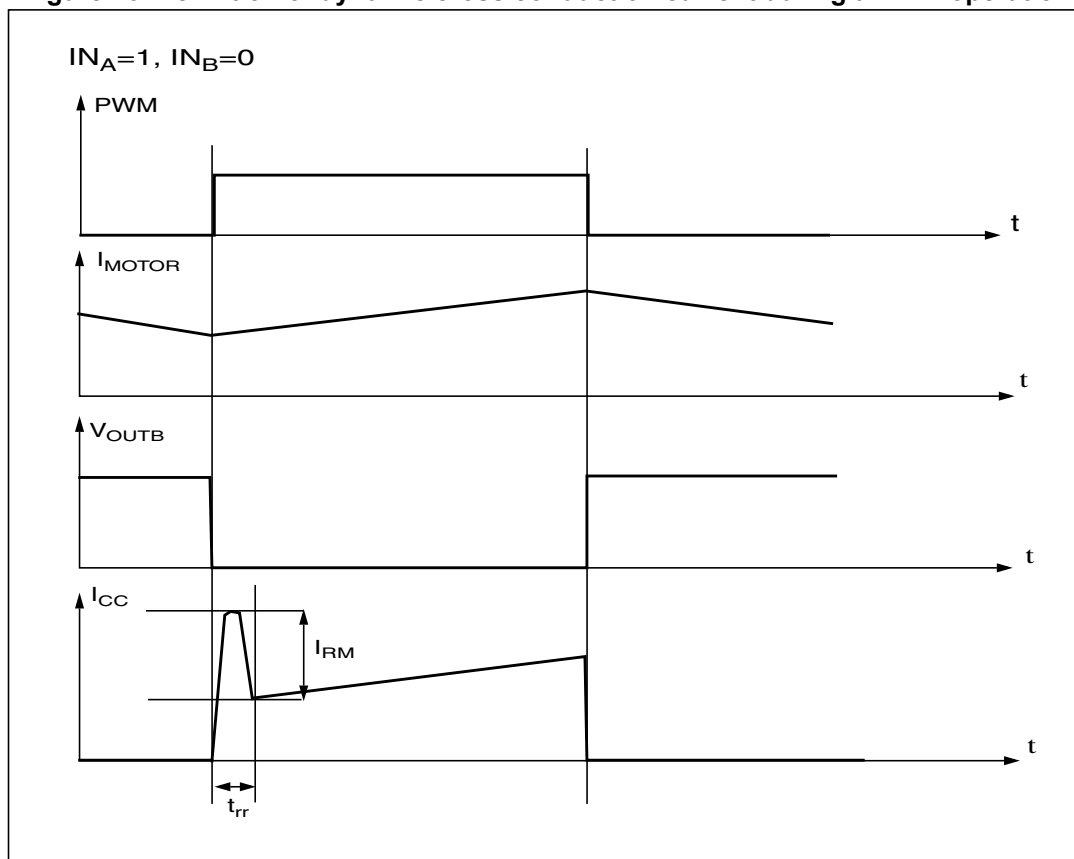 IN_A=1, IN_B=0
PWM
t
I_MOTOR
t
V_OUTB
t
I_CC
I_RM
t
t_rr